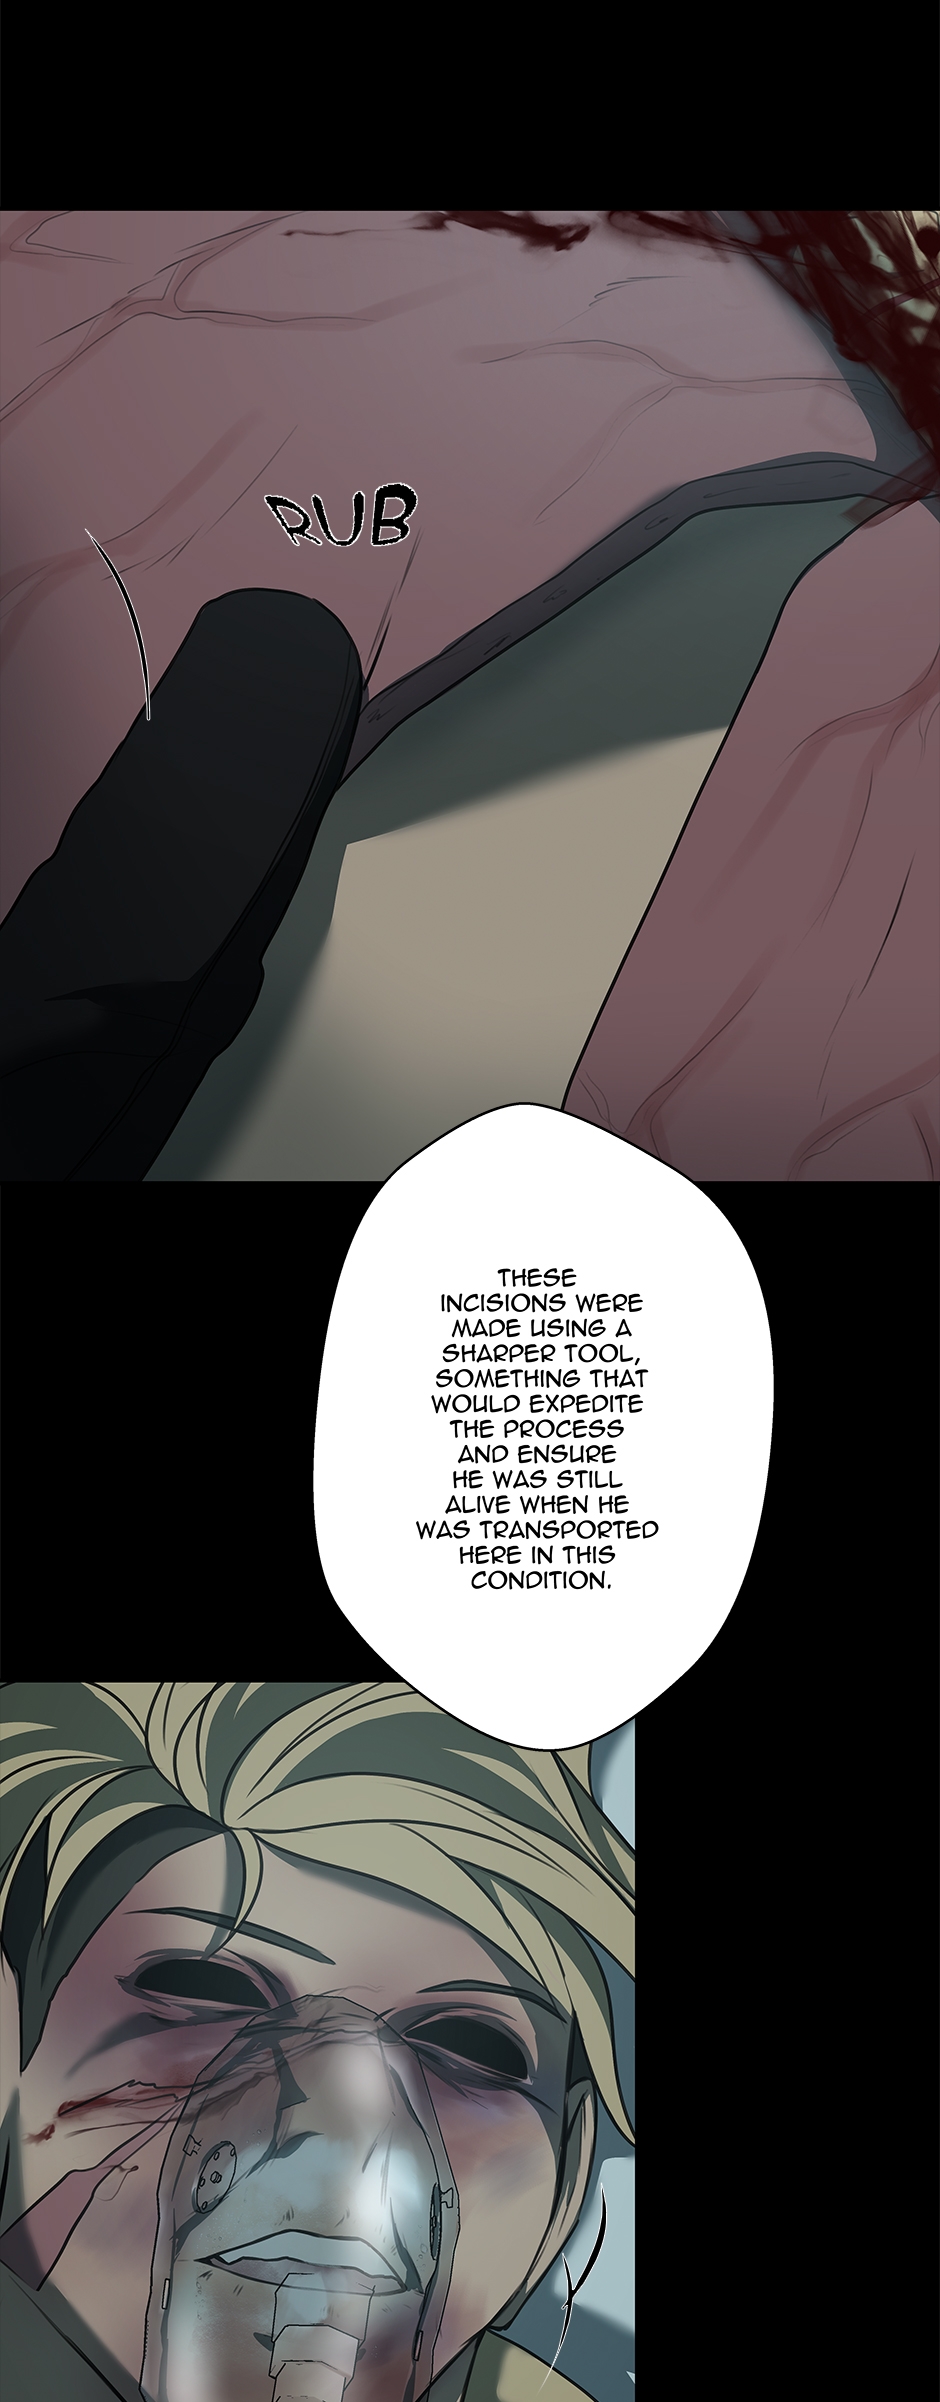 RUB
THESE
INCISIONS WERE
MADE USING A
SHARPER TOOL,
SOMETHING THAT
WOULD EXPEDITE
THE PROCESS
AND ENSURE
HE WAS STILL
ALIVE WHEN HE
WAS TRANSPORTED
HERE IN THIS
CONDITION.